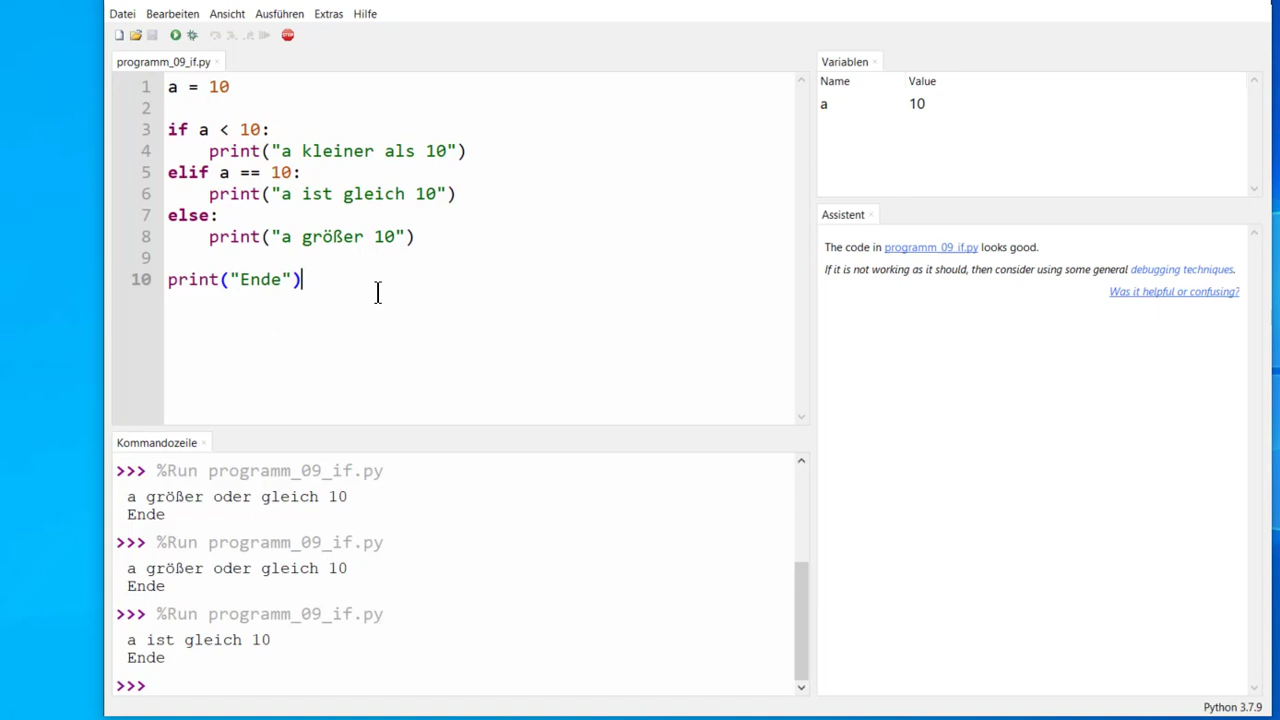 Datei Bearbeiten Ansicht Ausführen Extras Hilfe
STOP
programm_09_if.py ×
1 a = 10
2
3 if a < 10:
4     print("a kleiner als 10")
5 elif a == 10:
6     print("a ist gleich 10")
7 else:
8     print("a größer 10")
9
10 print("Ende")
Kommandozeile ×
>>> %Run programm_09_if.py
a größer oder gleich 10
Ende
>>> %Run programm_09_if.py
a größer oder gleich 10
Ende
>>> %Run programm_09_if.py
a ist gleich 10
Ende
>>>
Variablen ×
Name Value
a 10
Assistent ×
The code in programm_09_if.py looks good.
If it is not working as it should, then consider using some general debugging techniques.
Was it helpful or confusing?
Python 3.7.9